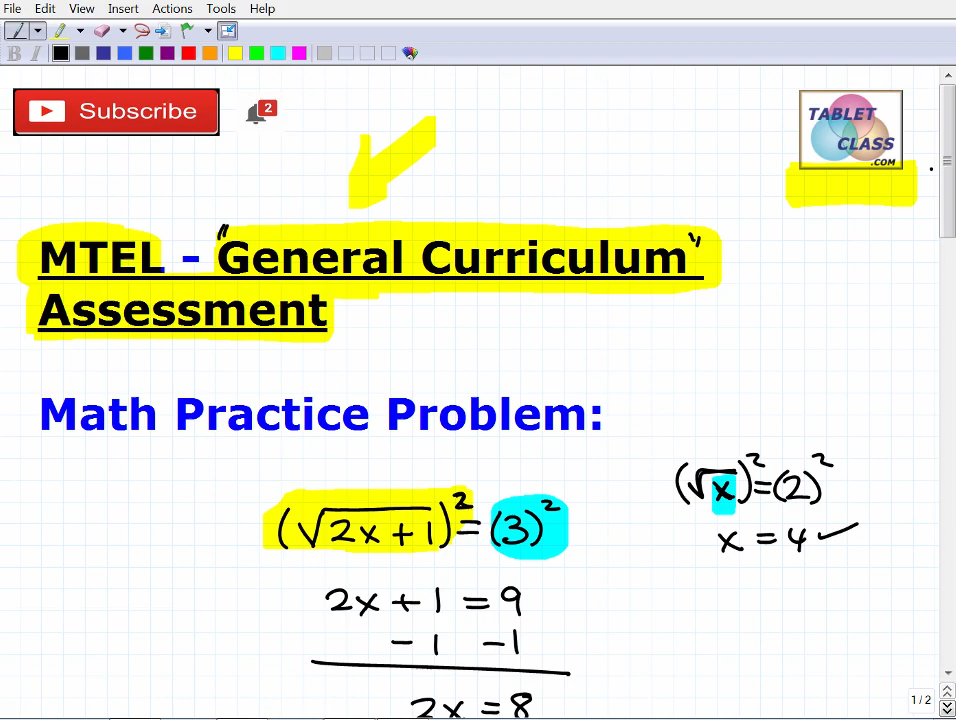 File Edit View Insert Actions Tools Help
B I
Subscribe
2
TABLET
CLASS
.COM
.
MTEL - "General Curriculum"
Assessment
Math Practice Problem:
(√x)² = (2)²
x = 4 ✓
(√2x + 1)² = (3)²
2x + 1 = 9
- 1 - 1
2x = 8
1 / 2